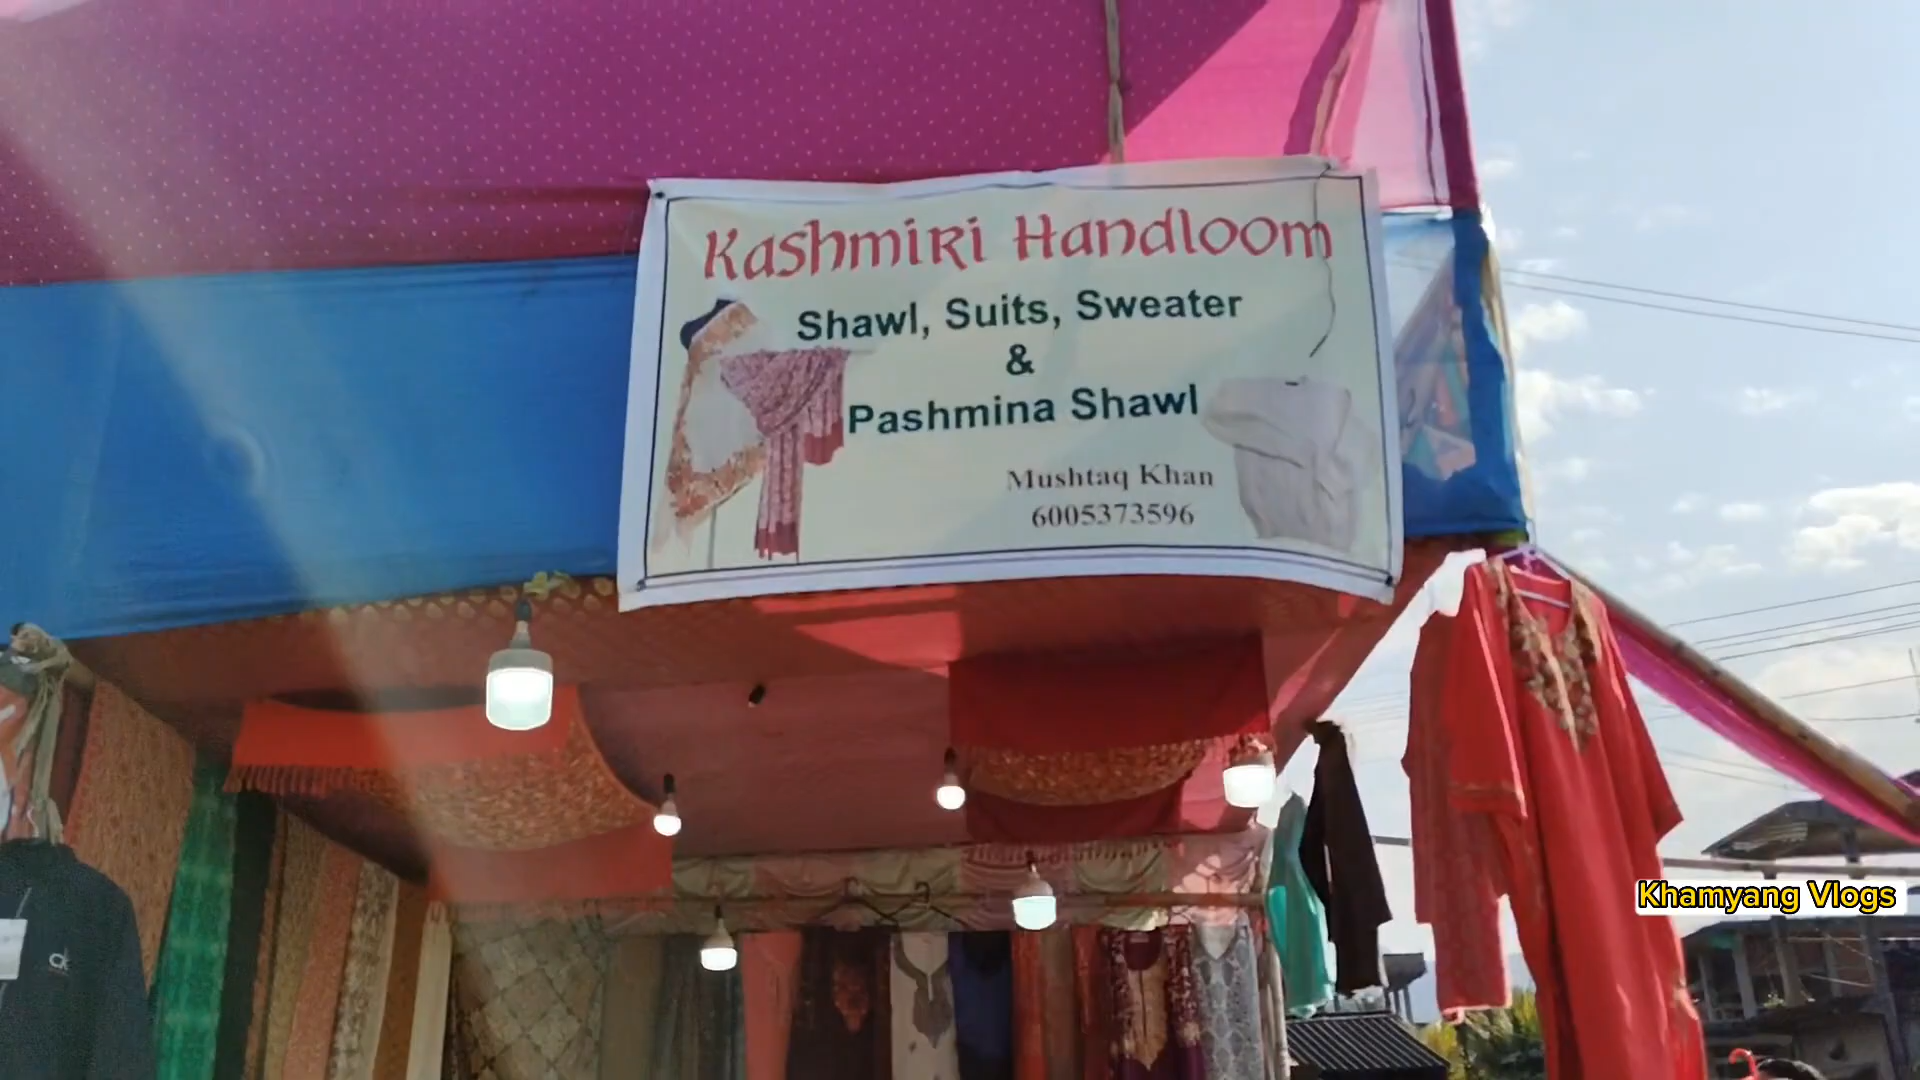 Kashmiri Handloom
Shawl, Suits, Sweater
&
Pashmina Shawl
Mushtaq Khan
6005373596
Khamyang Vlogs